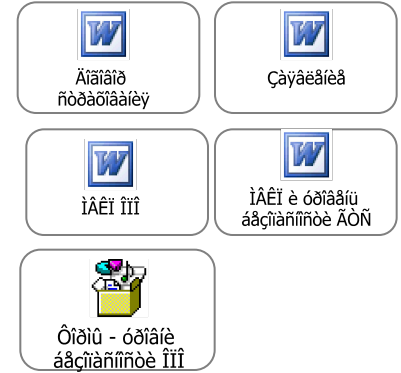 Äîãîâîð
ñòðàõîâàíèÿ
Çàÿâëåíèå
ÌÂÊÏ ÎÏÎ
ÌÂÊÏ è óðîâåíü
áåçîïàñíîñòè ÃÒÑ
Ôîðìû - óðîâíè
áåçîïàñíîñòè ÎÏÎ